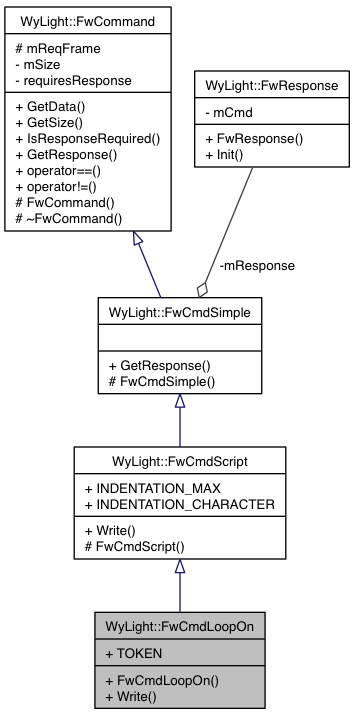 WyLight::FwCommand
# mReqFrame
- mSize
- requiresResponse
+ GetData()
+ GetSize()
+ IsResponseRequired()
+ GetResponse()
+ operator==()
+ operator!=()
# FwCommand()
# ~FwCommand()
WyLight::FwResponse
- mCmd
+ FwResponse()
+ Init()
-mResponse
WyLight::FwCmdSimple
+ GetResponse()
# FwCmdSimple()
WyLight::FwCmdScript
+ INDENTATION_MAX
+ INDENTATION_CHARACTER
+ Write()
# FwCmdScript()
WyLight::FwCmdLoopOn
+ TOKEN
+ FwCmdLoopOn()
+ Write()